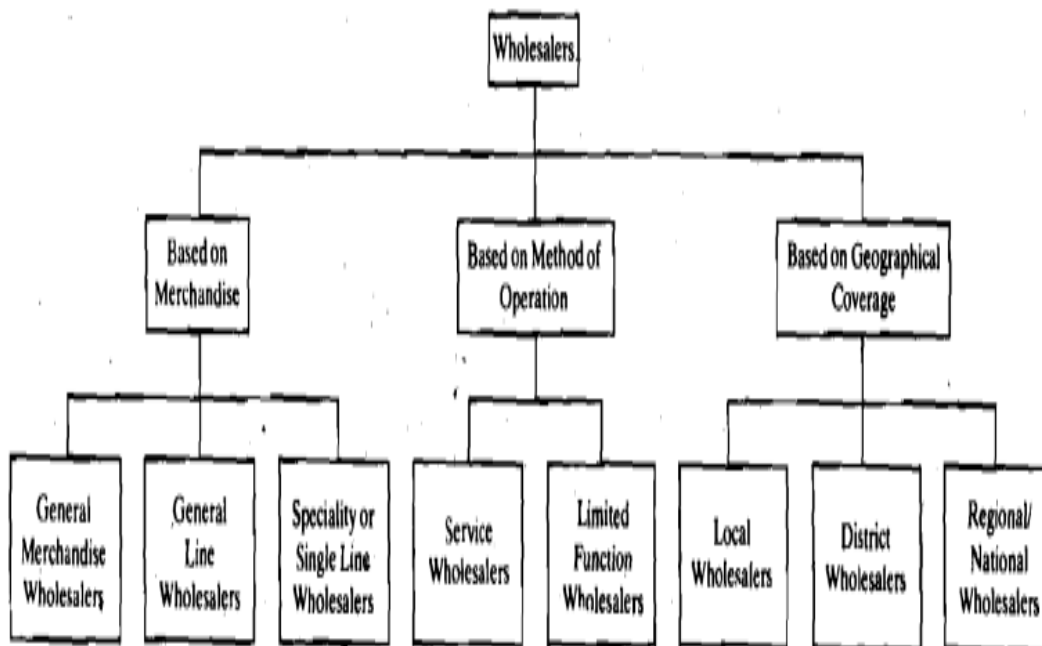 Wholesalers
Based on
Merchandise
Based on Method of
Operation
Based on Geographical
Coverage
General
Merchandise
Wholesalers
General
Line
Wholesalers
Speciality or
Single Line
Wholesalers
Service
Wholesalers
Limited
Function
Wholesalers
Local
Wholesalers
District
Wholesalers
Regional/
National
Wholesalers